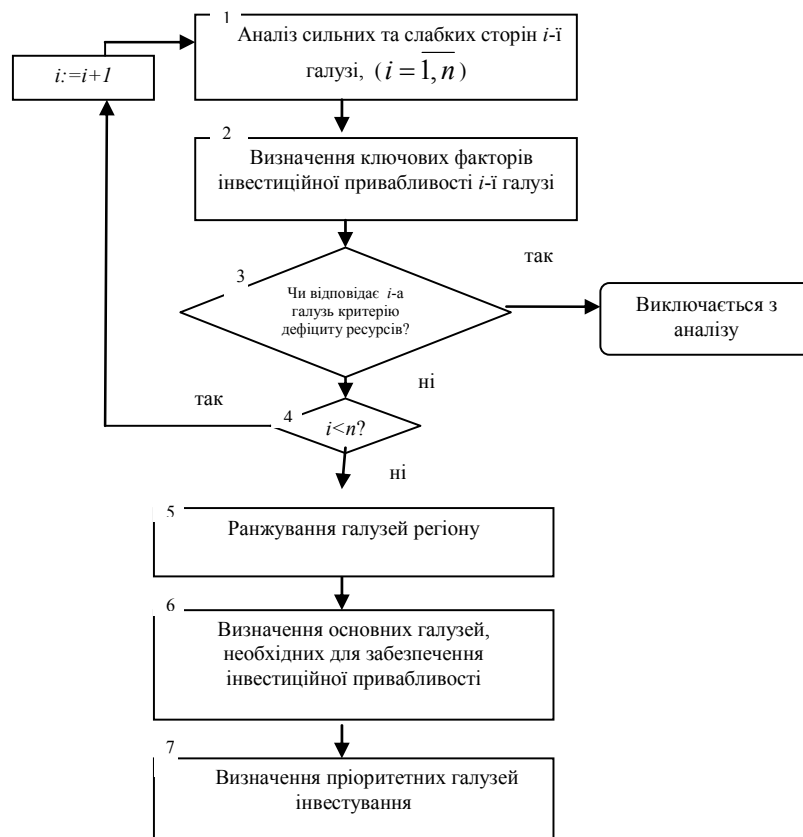 1
Аналіз сильних та слабких сторін i-ї
галузі, ( i = 1, n )
i:=i+1
2
Визначення ключових факторів
інвестиційної привабливості i-ї галузі
так
3
Чи відповідає i-а
галузь критерію
дефіциту ресурсів?
Виключається з
аналізу
ні
так
4
i<n?
ні
5
Ранжування галузей регіону
6
Визначення основних галузей,
необхідних для забезпечення
інвестиційної привабливості
7
Визначення пріоритетних галузей
інвестування